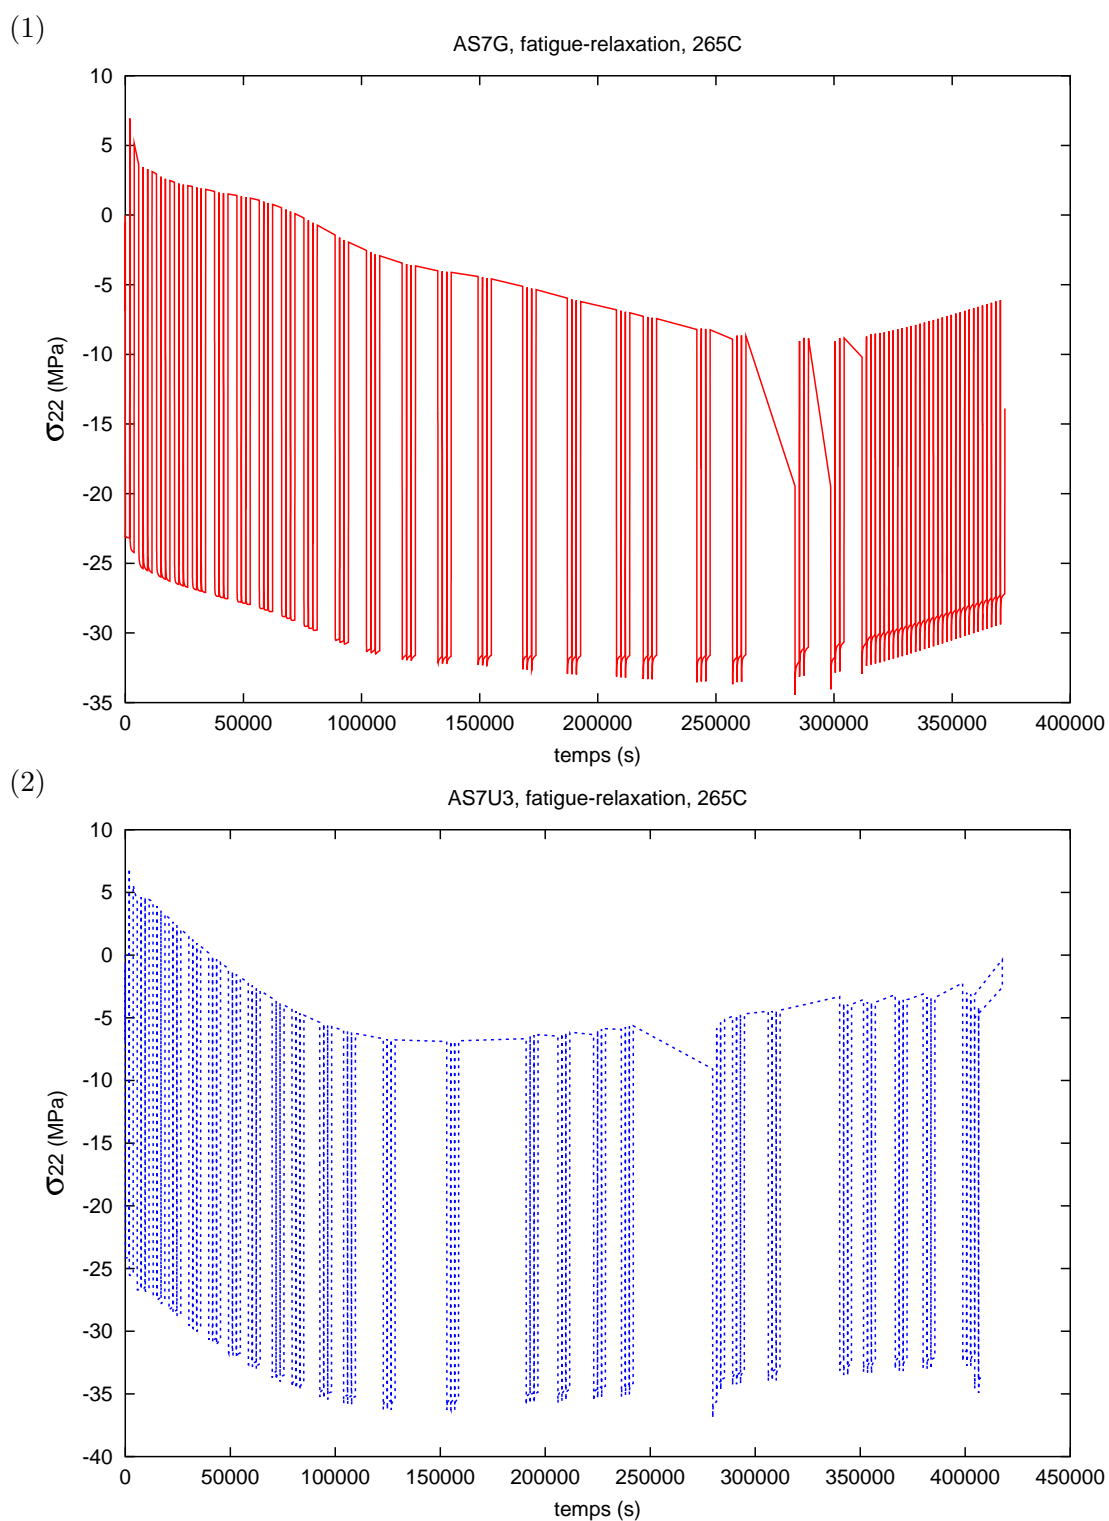 (1)
AS7G, fatigue-relaxation, 265C
10
5
0
-5
-10
-15
-20
-25
-30
-35
σ22 (MPa)
0 50000 100000 150000 200000 250000 300000 350000 400000
temps (s)
(2)
AS7U3, fatigue-relaxation, 265C
10
5
0
-5
-10
-15
-20
-25
-30
-35
-40
σ22 (MPa)
0 50000 100000 150000 200000 250000 300000 350000 400000 450000
temps (s)